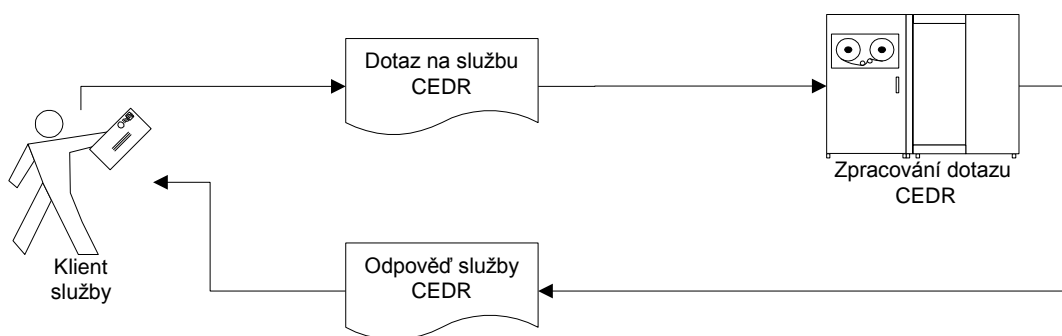 Dotaz na službu
CEDR
Zpracování dotazu
CEDR
Klient
služby
Odpověď služby
CEDR